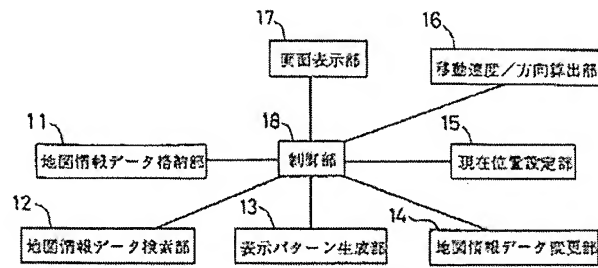 17
画面表示部
16
移動速度／方向算出部
11
地図情報データ格納部
18
制御部
15
現在位置設定部
12
地図情報データ検索部
13
表示パターン生成部
14
地図情報データ変更部